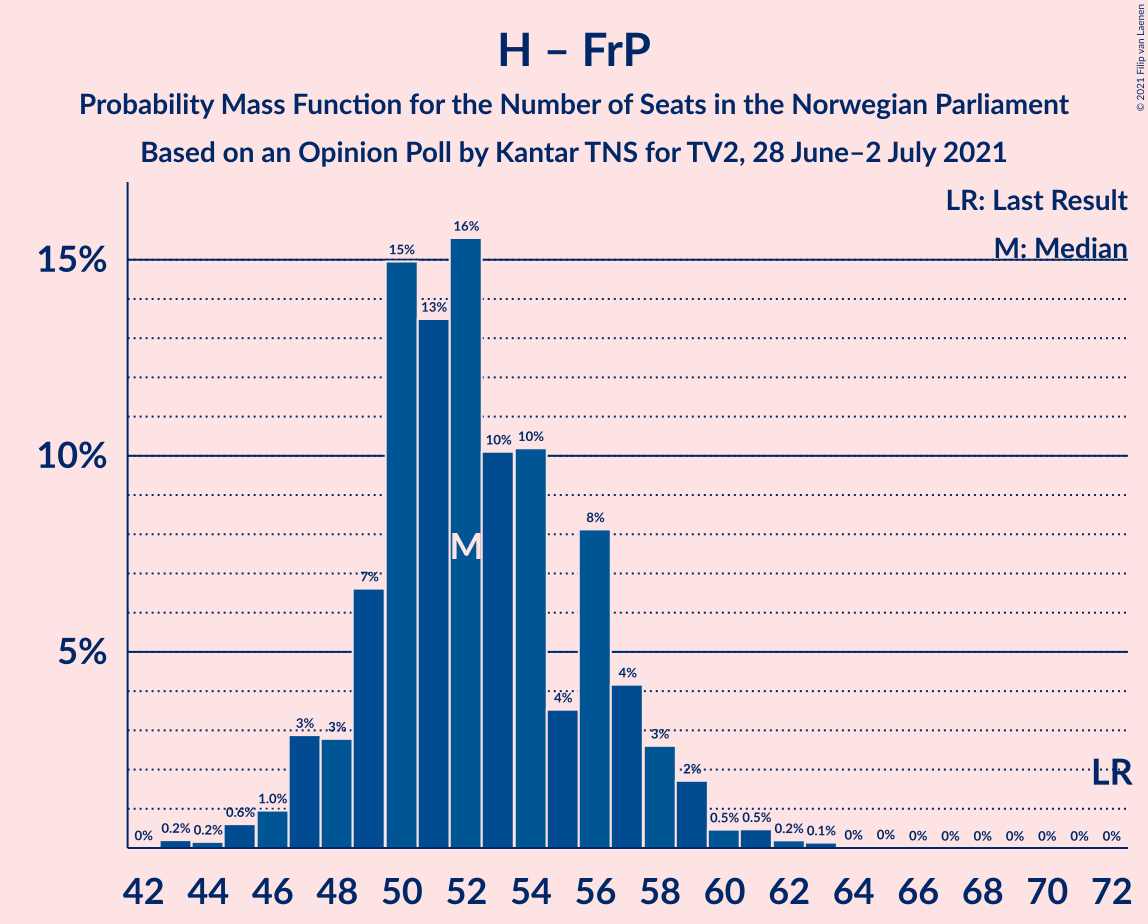 H – FrP
Probability Mass Function for the Number of Seats in the Norwegian Parliament
Based on an Opinion Poll by Kantar TNS for TV2, 28 June–2 July 2021
© 2021 Filip van Laenen
LR: Last Result
M: Median
15%
10%
5%
0% 0.2% 0.2% 0.6% 1.0% 3% 3% 7% 15% 13% 16% 10% 10% 4% 8% 4% 3% 2% 0.5% 0.5% 0.2% 0.1% 0% 0% 0% 0% 0% 0% 0% 0% 0%
M
LR
42 44 46 48 50 52 54 56 58 60 62 64 66 68 70 72